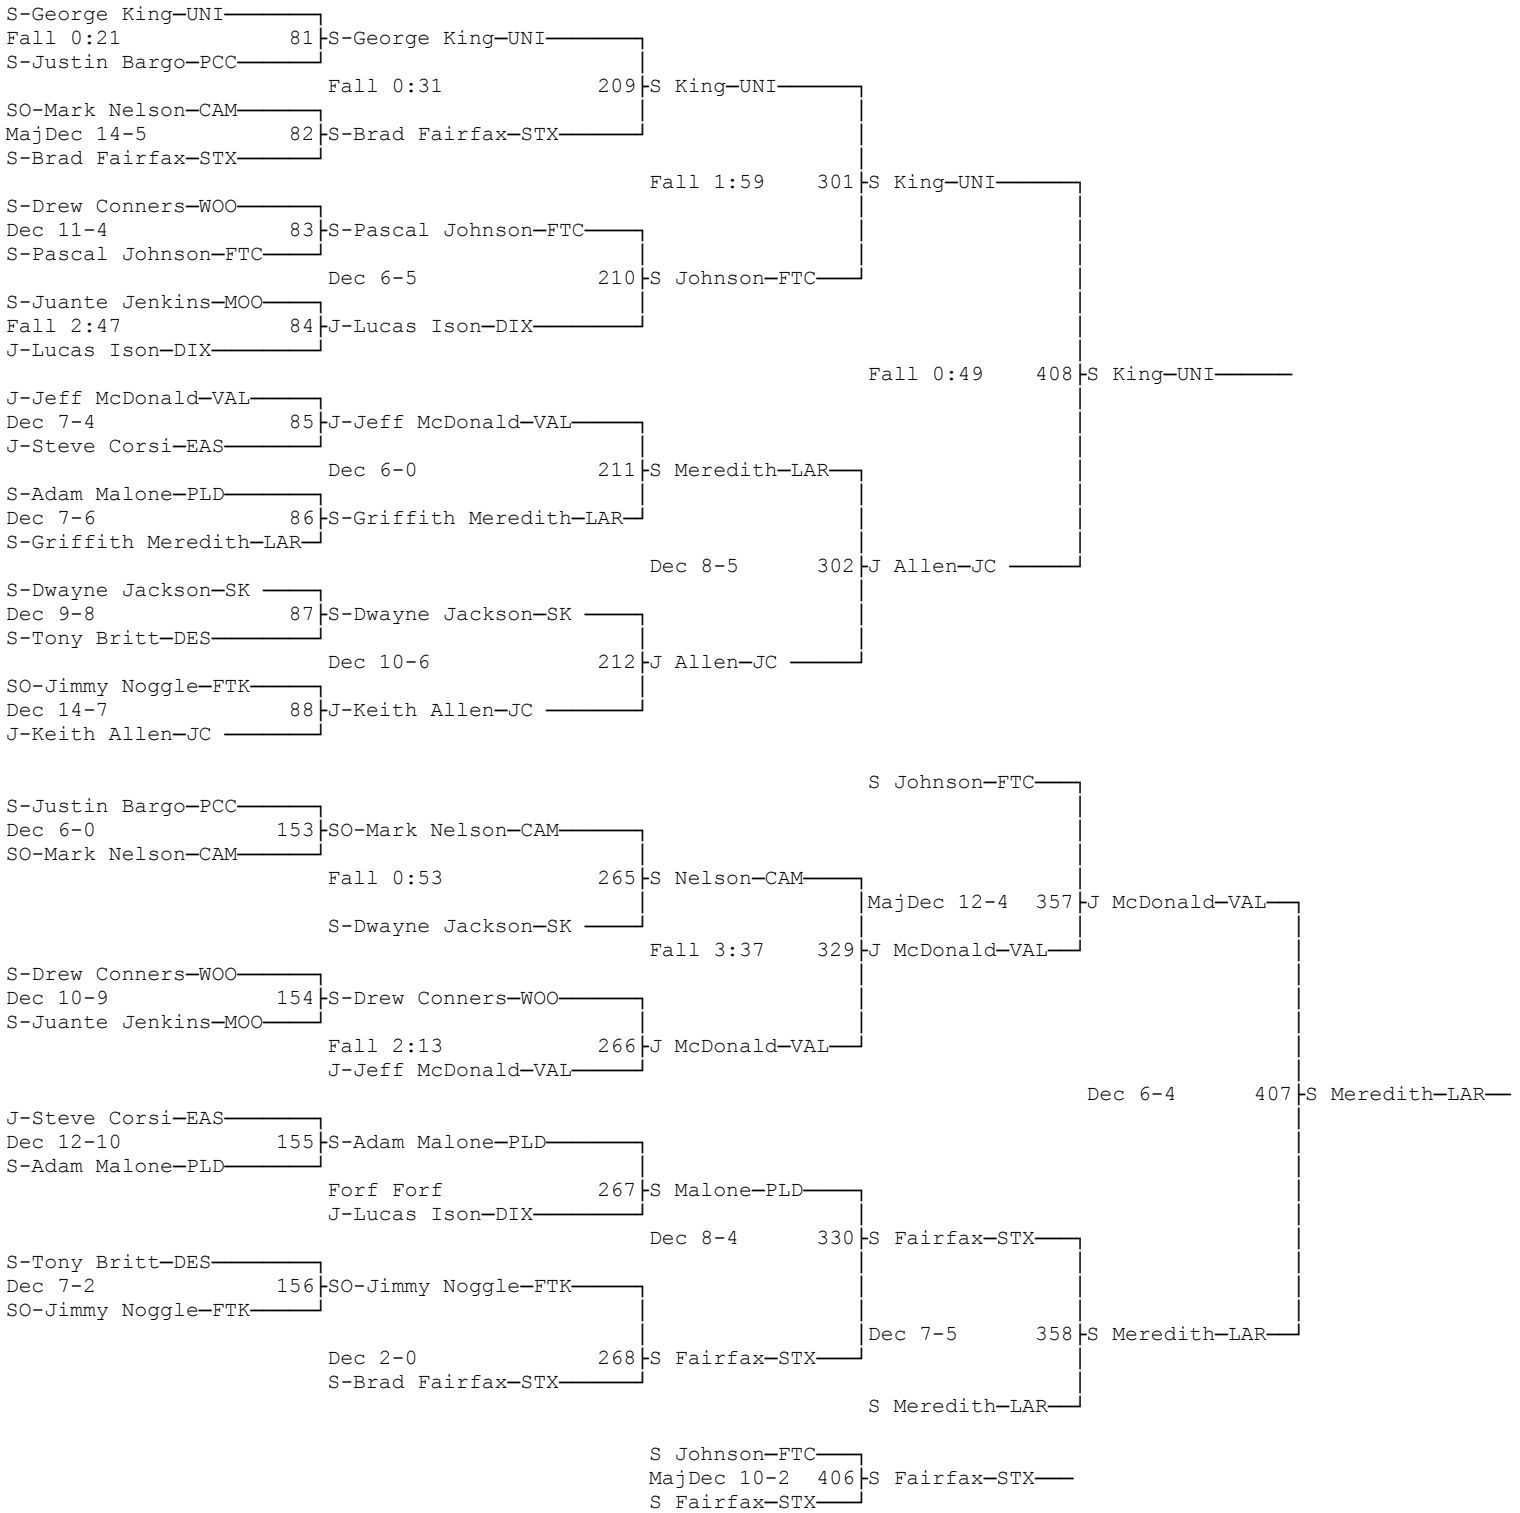 S-George King-UNI
Fall 0:21 81 S-George King-UNI
S-Justin Bargo-PCC
Fall 0:31 209 S King-UNI
SO-Mark Nelson-CAM
MajDec 14-5 82 S-Brad Fairfax-STX
S-Brad Fairfax-STX
Fall 1:59 301 S King-UNI
S-Drew Conners-WOO
Dec 11-4 83 S-Pascal Johnson-FTC
S-Pascal Johnson-FTC
Dec 6-5 210 S Johnson-FTC
S-Juante Jenkins-MOO
Fall 2:47 84 J-Lucas Ison-DIX
J-Lucas Ison-DIX
Fall 0:49 408 S King-UNI
J-Jeff McDonald-VAL
Dec 7-4 85 J-Jeff McDonald-VAL
J-Steve Corsi-EAS
Dec 6-0 211 S Meredith-LAR
S-Adam Malone-PLD
Dec 7-6 86 S-Griffith Meredith-LAR
S-Griffith Meredith-LAR
Dec 8-5 302 J Allen-JC
S-Dwayne Jackson-SK
Dec 9-8 87 S-Dwayne Jackson-SK
S-Tony Britt-DES
Dec 10-6 212 J Allen-JC
SO-Jimmy Noggle-FTK
Dec 14-7 88 J-Keith Allen-JC
J-Keith Allen-JC
S Johnson-FTC
S-Justin Bargo-PCC
Dec 6-0 153 SO-Mark Nelson-CAM
SO-Mark Nelson-CAM
Fall 0:53 265 S Nelson-CAM
MajDec 12-4 357 J McDonald-VAL
S-Dwayne Jackson-SK
Fall 3:37 329 J McDonald-VAL
S-Drew Conners-WOO
Dec 10-9 154 S-Drew Conners-WOO
S-Juante Jenkins-MOO
Fall 2:13 266 J McDonald-VAL
J-Jeff McDonald-VAL
Dec 6-4 407 S Meredith-LAR
J-Steve Corsi-EAS
Dec 12-10 155 S-Adam Malone-PLD
S-Adam Malone-PLD
Forf Forf 267 S Malone-PLD
J-Lucas Ison-DIX
Dec 8-4 330 S Fairfax-STX
S-Tony Britt-DES
Dec 7-2 156 SO-Jimmy Noggle-FTK
SO-Jimmy Noggle-FTK
Dec 7-5 358 S Meredith-LAR
Dec 2-0 268 S Fairfax-STX
S-Brad Fairfax-STX
S Meredith-LAR
S Johnson-FTC
MajDec 10-2 406 S Fairfax-STX
S Fairfax-STX